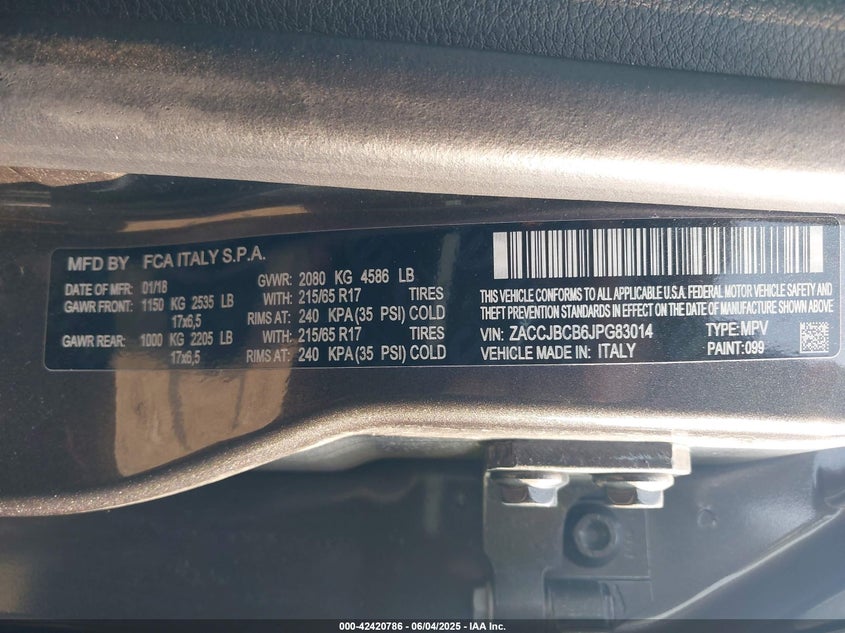 MFD BY FCA ITALY S.P.A.
DATE OF MFR: 01/18 GVWR: 2080 KG 4586 LB
GAWR FRONT: 1150 KG 2535 LB WITH: 215/65 R17 TIRES
17x6,5 RIMS AT: 240 KPA (35 PSI) COLD
GAWR REAR: 1000 KG 2205 LB WITH: 215/65 R17 TIRES
17x6,5 RIMS AT: 240 KPA (35 PSI) COLD
THIS VEHICLE CONFORMS TO ALL APPLICABLE U.S.A. FEDERAL MOTOR VEHICLE SAFETY AND
THEFT PREVENTION STANDARDS IN EFFECT ON THE DATE OF MANUFACTURE SHOWN ABOVE.
VIN: ZACCJBCB6JPG83014 TYPE: MPV
VEHICLE MADE IN: ITALY PAINT: 099
000-42420786 - 06/04/2025 - IAA Inc.